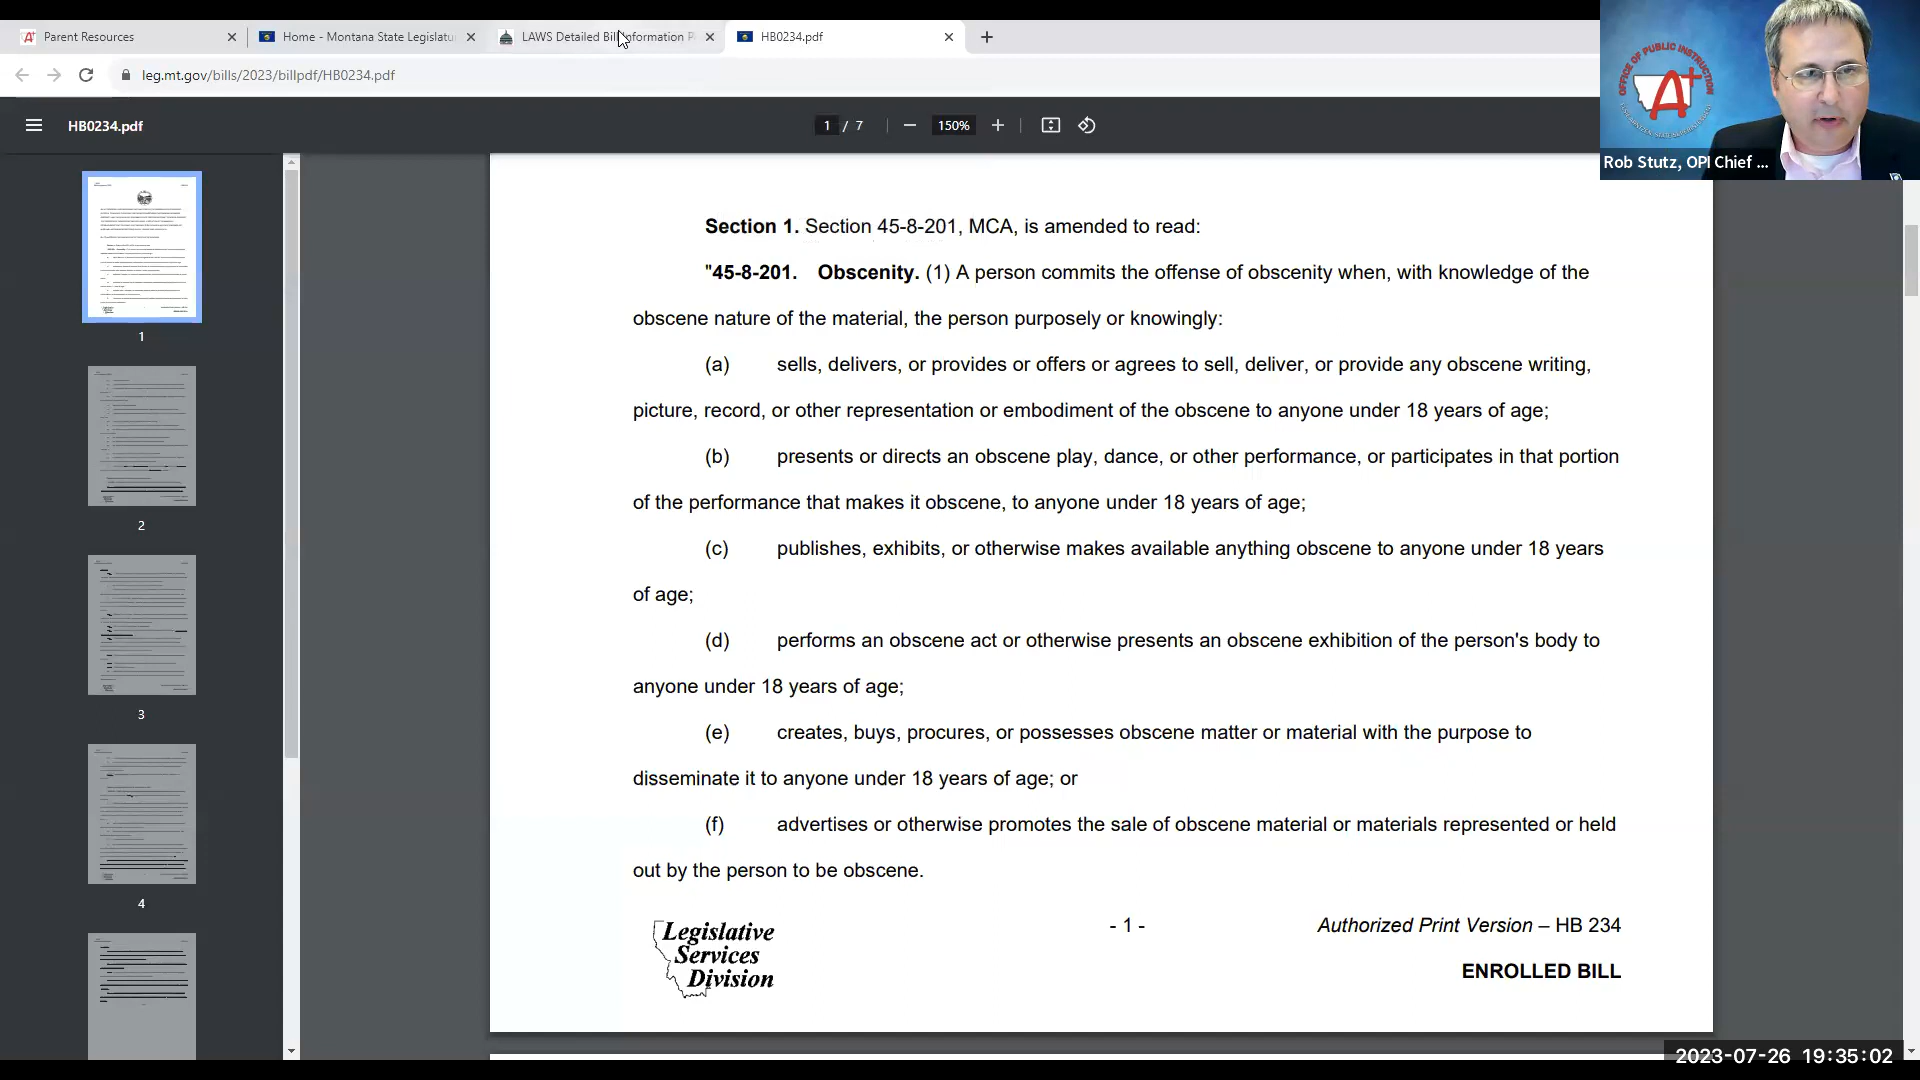 Parent Resources
Home - Montana State Legislatu
LAWS Detailed Bill Information P
HB0234.pdf
leg.mt.gov/bills/2023/billpdf/HB0234.pdf
HB0234.pdf
1 / 7
150%
OFFICE OF PUBLIC INSTRUCTION
A+
Rob Stutz, OPI Chief ...
1
2
3
4
Section 1. Section 45-8-201, MCA, is amended to read:
"45-8-201. Obscenity. (1) A person commits the offense of obscenity when, with knowledge of the
obscene nature of the material, the person purposely or knowingly:
(a) sells, delivers, or provides or offers or agrees to sell, deliver, or provide any obscene writing,
picture, record, or other representation or embodiment of the obscene to anyone under 18 years of age;
(b) presents or directs an obscene play, dance, or other performance, or participates in that portion
of the performance that makes it obscene, to anyone under 18 years of age;
(c) publishes, exhibits, or otherwise makes available anything obscene to anyone under 18 years
of age;
(d) performs an obscene act or otherwise presents an obscene exhibition of the person's body to
anyone under 18 years of age;
(e) creates, buys, procures, or possesses obscene matter or material with the purpose to
disseminate it to anyone under 18 years of age; or
(f) advertises or otherwise promotes the sale of obscene material or materials represented or held
out by the person to be obscene.
Legislative
Services
Division
- 1 -
Authorized Print Version – HB 234
ENROLLED BILL
2023-07-26 19:35:02